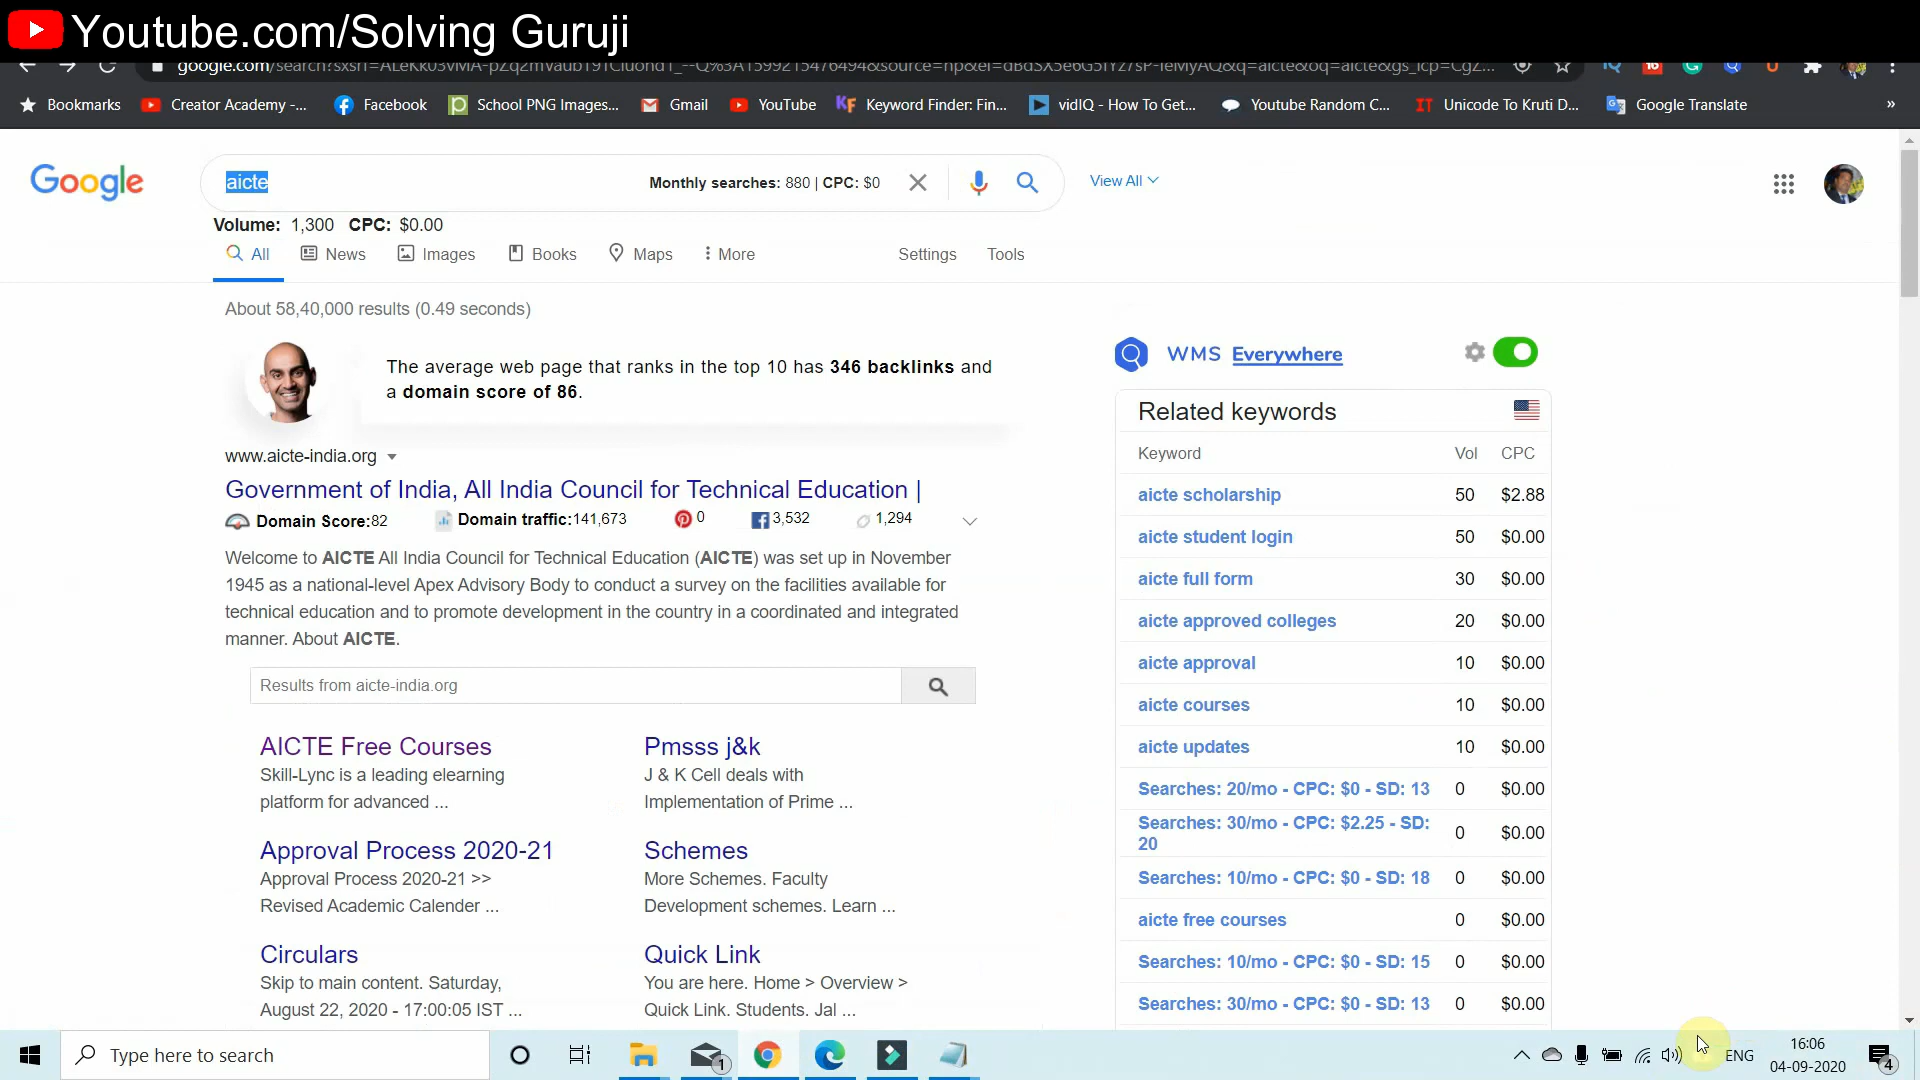 Youtube.com/Solving Guruji
Bookmarks
Creator Academy -...
Facebook
School PNG Images...
Gmail
YouTube
Keyword Finder: Fin...
vidIQ - How To Get...
Youtube Random C...
Unicode To Kruti D...
Google Translate
»
Google
aicte
Monthly searches: 880 | CPC: $0
View All
Volume: 1,300 CPC: $0.00
All
News
Images
Books
Maps
More
Settings
Tools
About 58,40,000 results (0.49 seconds)
The average web page that ranks in the top 10 has 346 backlinks and
a domain score of 86.
www.aicte-india.org
Government of India, All India Council for Technical Education |
Domain Score:82
Domain traffic:141,673
0
3,532
1,294
Welcome to AICTE All India Council for Technical Education (AICTE) was set up in November
1945 as a national-level Apex Advisory Body to conduct a survey on the facilities available for
technical education and to promote development in the country in a coordinated and integrated
manner. About AICTE.
Results from aicte-india.org
AICTE Free Courses
Skill-Lync is a leading elearning
platform for advanced ...
Pmsss j&k
J & K Cell deals with
Implementation of Prime ...
Approval Process 2020-21
Approval Process 2020-21 >>
Revised Academic Calender ...
Schemes
More Schemes. Faculty
Development schemes. Learn ...
Circulars
Skip to main content. Saturday,
August 22, 2020 - 17:00:05 IST ...
Quick Link
You are here. Home > Overview >
Quick Link. Students. Jal ...
WMS Everywhere
Related keywords
Keyword Vol CPC
aicte scholarship 50 $2.88
aicte student login 50 $0.00
aicte full form 30 $0.00
aicte approved colleges 20 $0.00
aicte approval 10 $0.00
aicte courses 10 $0.00
aicte updates 10 $0.00
Searches: 20/mo - CPC: $0 - SD: 13 0 $0.00
Searches: 30/mo - CPC: $2.25 - SD:
20 0 $0.00
Searches: 10/mo - CPC: $0 - SD: 18 0 $0.00
aicte free courses 0 $0.00
Searches: 10/mo - CPC: $0 - SD: 15 0 $0.00
Searches: 30/mo - CPC: $0 - SD: 13 0 $0.00
Type here to search
1
ENG
16:06
04-09-2020
4